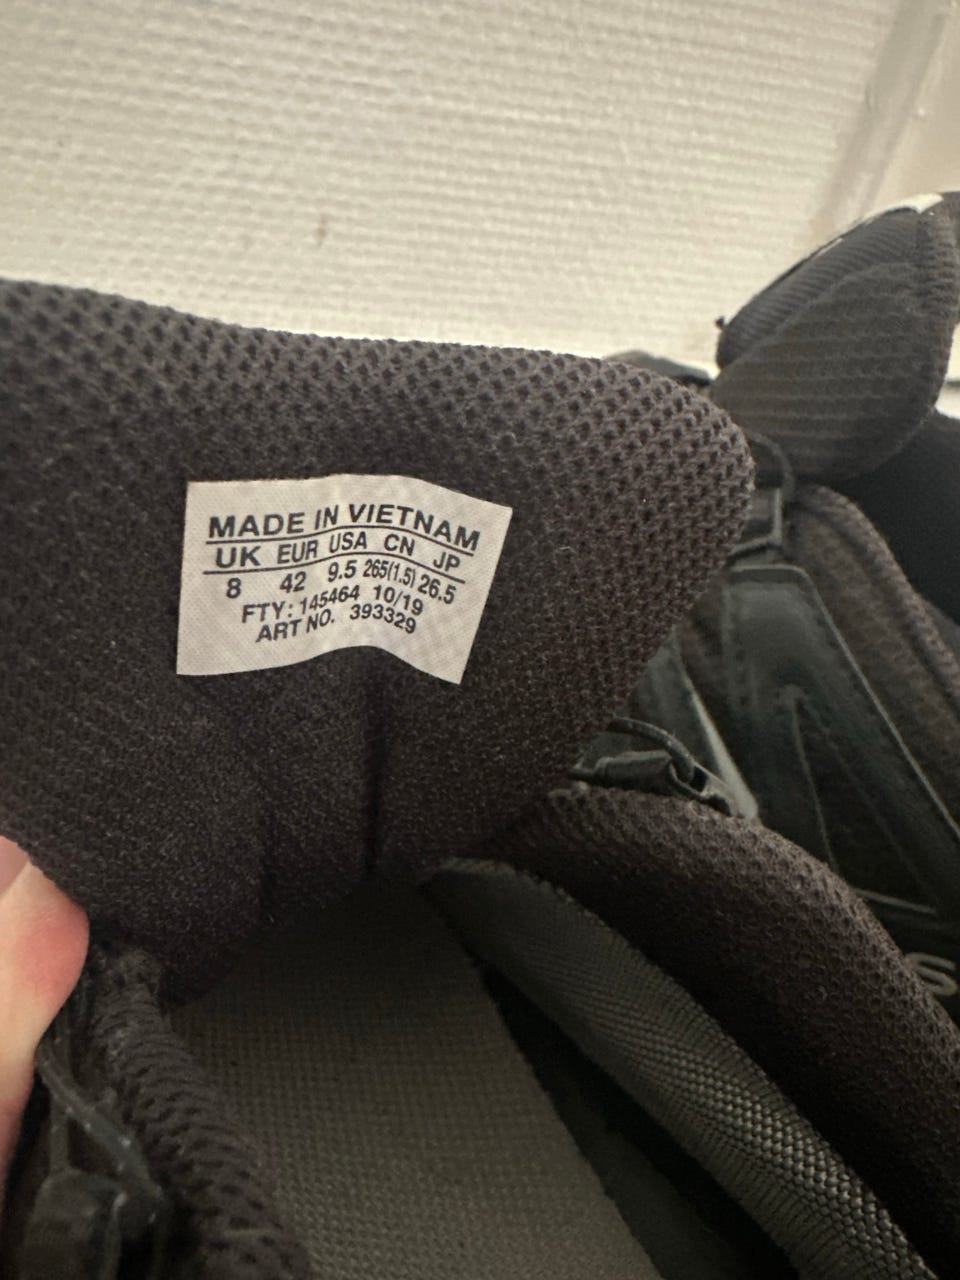 MADE IN VIETNAM
UK EUR USA CN JP
8 42 9.5 265(1.5) 26.5
FTY: 145464 10/19
ART NO. 393329
S